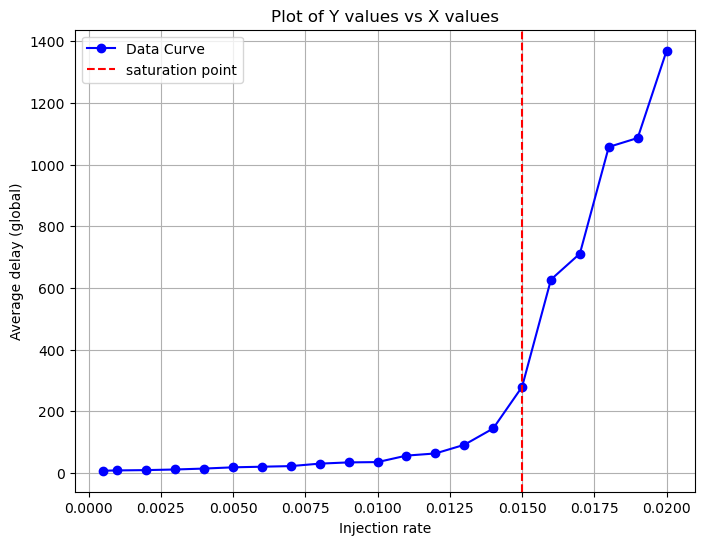 Plot of Y values vs X values
Data Curve
saturation point
Average delay (global)
1400
1200
1000
800
600
400
200
0
0.0000 0.0025 0.0050 0.0075 0.0100 0.0125 0.0150 0.0175 0.0200
Injection rate